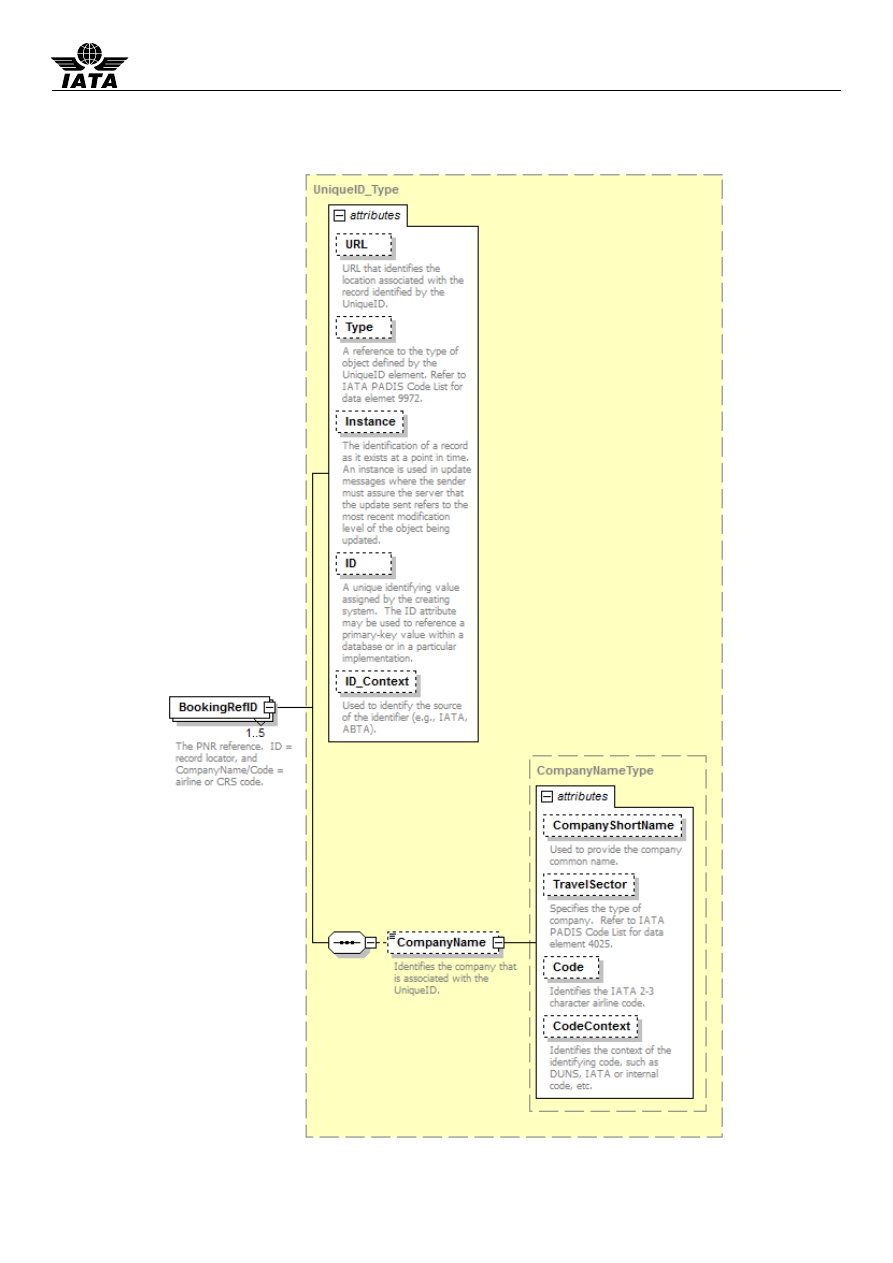 IATA
UniqueID_Type
attributes
URL
URL that identifies the
location associated with the
record identified by the
UniqueID.
Type
A reference to the type of
object defined by the
UniqueID element. Refer to
IATA PADIS Code List for
data elemet 9972.
Instance
The identification of a record
as it exists at a point in time.
An instance is used in update
messages where the sender
must assure the server that
the update sent refers to the
most recent modification
level of the object being
updated.
ID
A unique identifying value
assigned by the creating
system.  The ID attribute
may be used to reference a
primary-key value within a
database or in a particular
implementation.
ID_Context
Used to identify the source
of the identifier (e.g., IATA,
ABTA).
BookingRefID
1..5
The PNR reference.  ID =
record locator, and
CompanyName/Code =
airline or CRS code.
CompanyNameType
attributes
CompanyShortName
Used to provide the company
common name.
TravelSector
Specifies the type of
company.  Refer to IATA
PADIS Code List for data
element 4025.
CompanyName
Identifies the company that
is associated with the
UniqueID.
Code
Identifies the IATA 2-3
character airline code.
CodeContext
Identifies the context of the
identifying code, such as
DUNS, IATA or internal
code, etc.